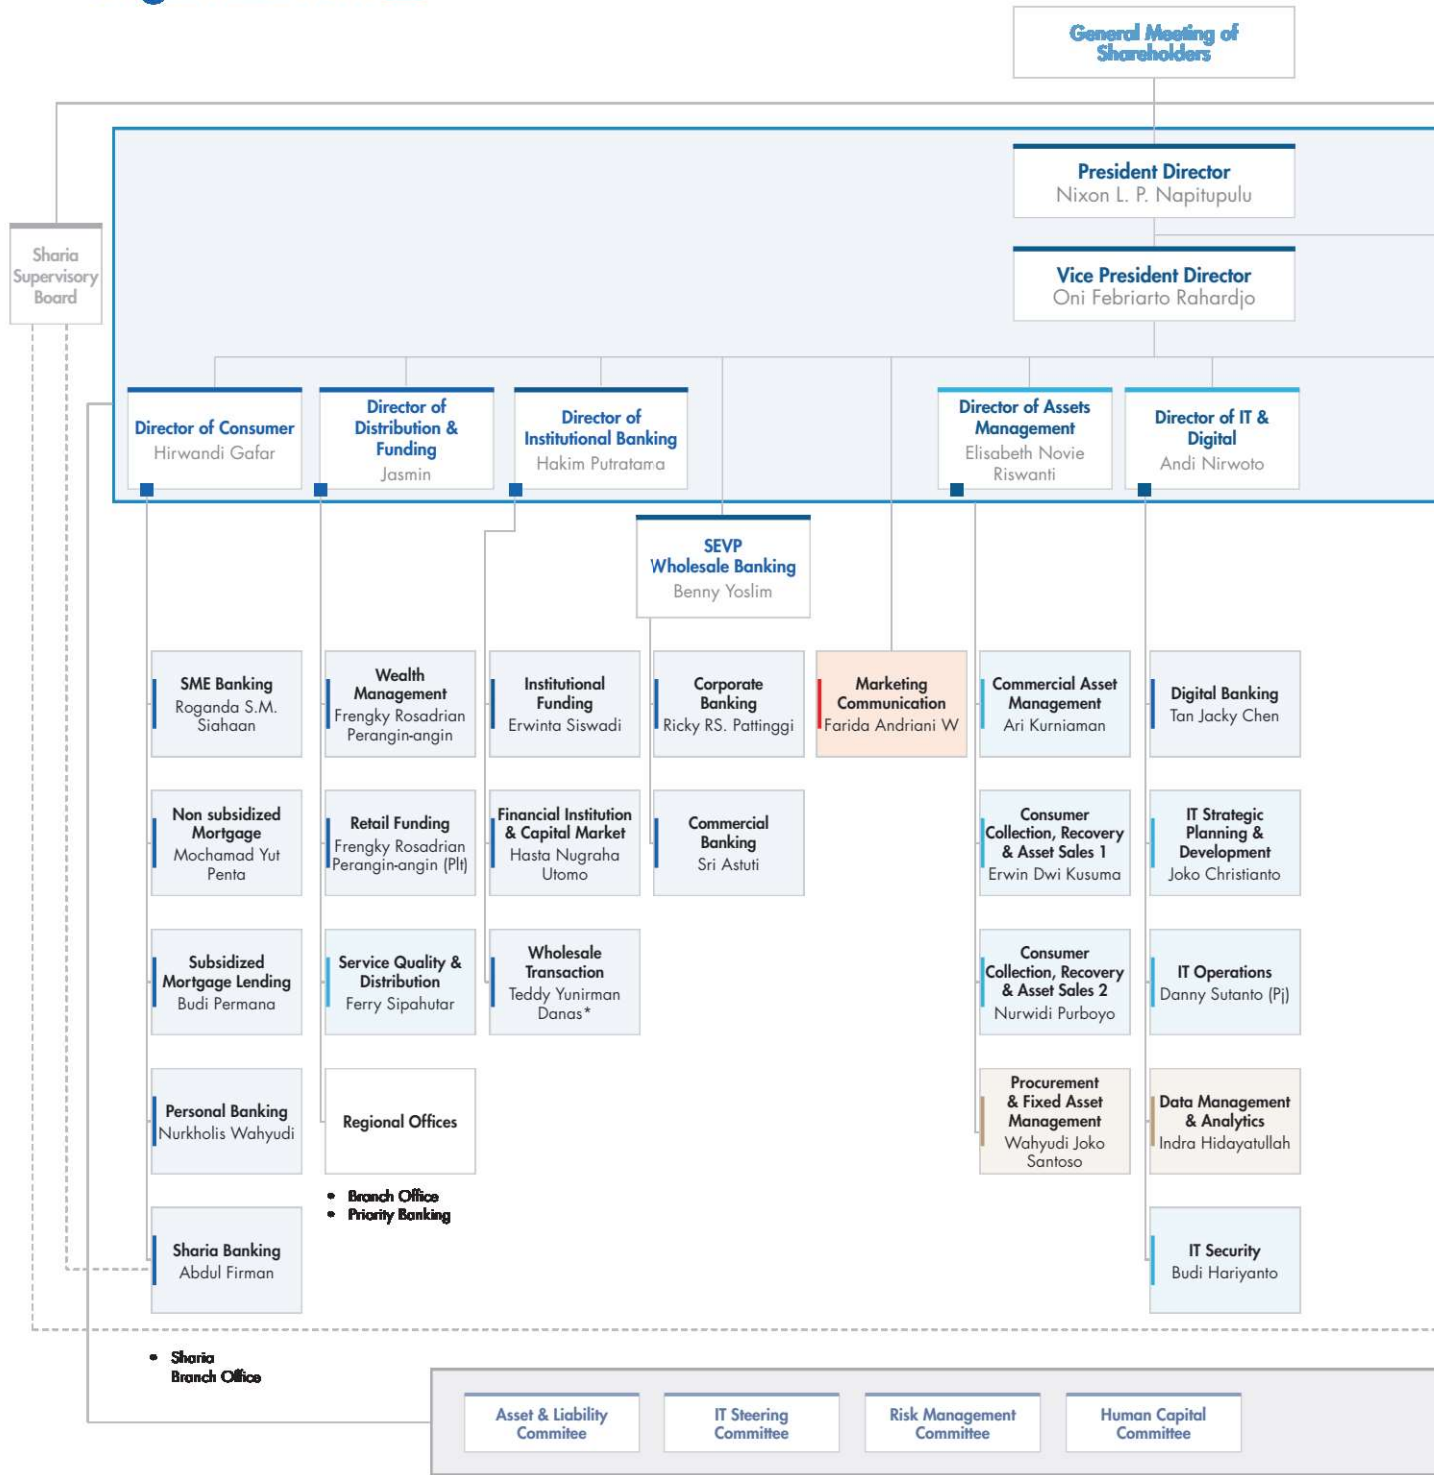 General Meeting of
Shareholders
President Director
Nixon L. P. Napitupulu
Sharia
Supervisory
Board
Vice President Director
Oni Febriarto Rahardjo
Director of Consumer
Hirwandi Gafar
Director of
Distribution &
Funding
Jasmin
Director of
Institutional Banking
Hakim Putratama
Director of Assets
Management
Elisabeth Novie
Riswanti
Director of IT &
Digital
Andi Nirwoto
SEVP
Wholesale Banking
Benny Yoslim
SME Banking
Roganda S.M.
Siahaan
Wealth
Management
Frengky Rosadrian
Perangin-angin
Institutional
Funding
Erwinta Siswadi
Corporate
Banking
Ricky RS. Pattinggi
Marketing
Communication
Farida Andriani W
Commercial Asset
Management
Ari Kurniaman
Digital Banking
Tan Jacky Chen
Non subsidized
Mortgage
Mochamad Yut
Penta
Retail Funding
Frengky Rosadrian
Perangin-angin (Plt)
Financial Institution
& Capital Market
Hasta Nugraha
Utomo
Commercial
Banking
Sri Astuti
Consumer
Collection, Recovery
& Asset Sales 1
Erwin Dwi Kusuma
IT Strategic
Planning &
Development
Joko Christianto
Subsidized
Mortgage Lending
Budi Permana
Service Quality &
Distribution
Ferry Sipahutar
Wholesale
Transaction
Teddy Yunirman
Danas*
Consumer
Collection, Recovery
& Asset Sales 2
Nurwidi Purboyo
IT Operations
Danny Sutanto (Pj)
Personal Banking
Nurkholis Wahyudi
Regional Offices
Procurement
& Fixed Asset
Management
Wahyudi Joko
Santoso
Data Management
& Analytics
Indra Hidayatullah
• Branch Office
• Priority Banking
Sharia Banking
Abdul Firman
IT Security
Budi Hariyanto
• Sharia
Branch Office
Asset & Liability
Commitee
IT Steering
Committee
Risk Management
Committee
Human Capital
Committee